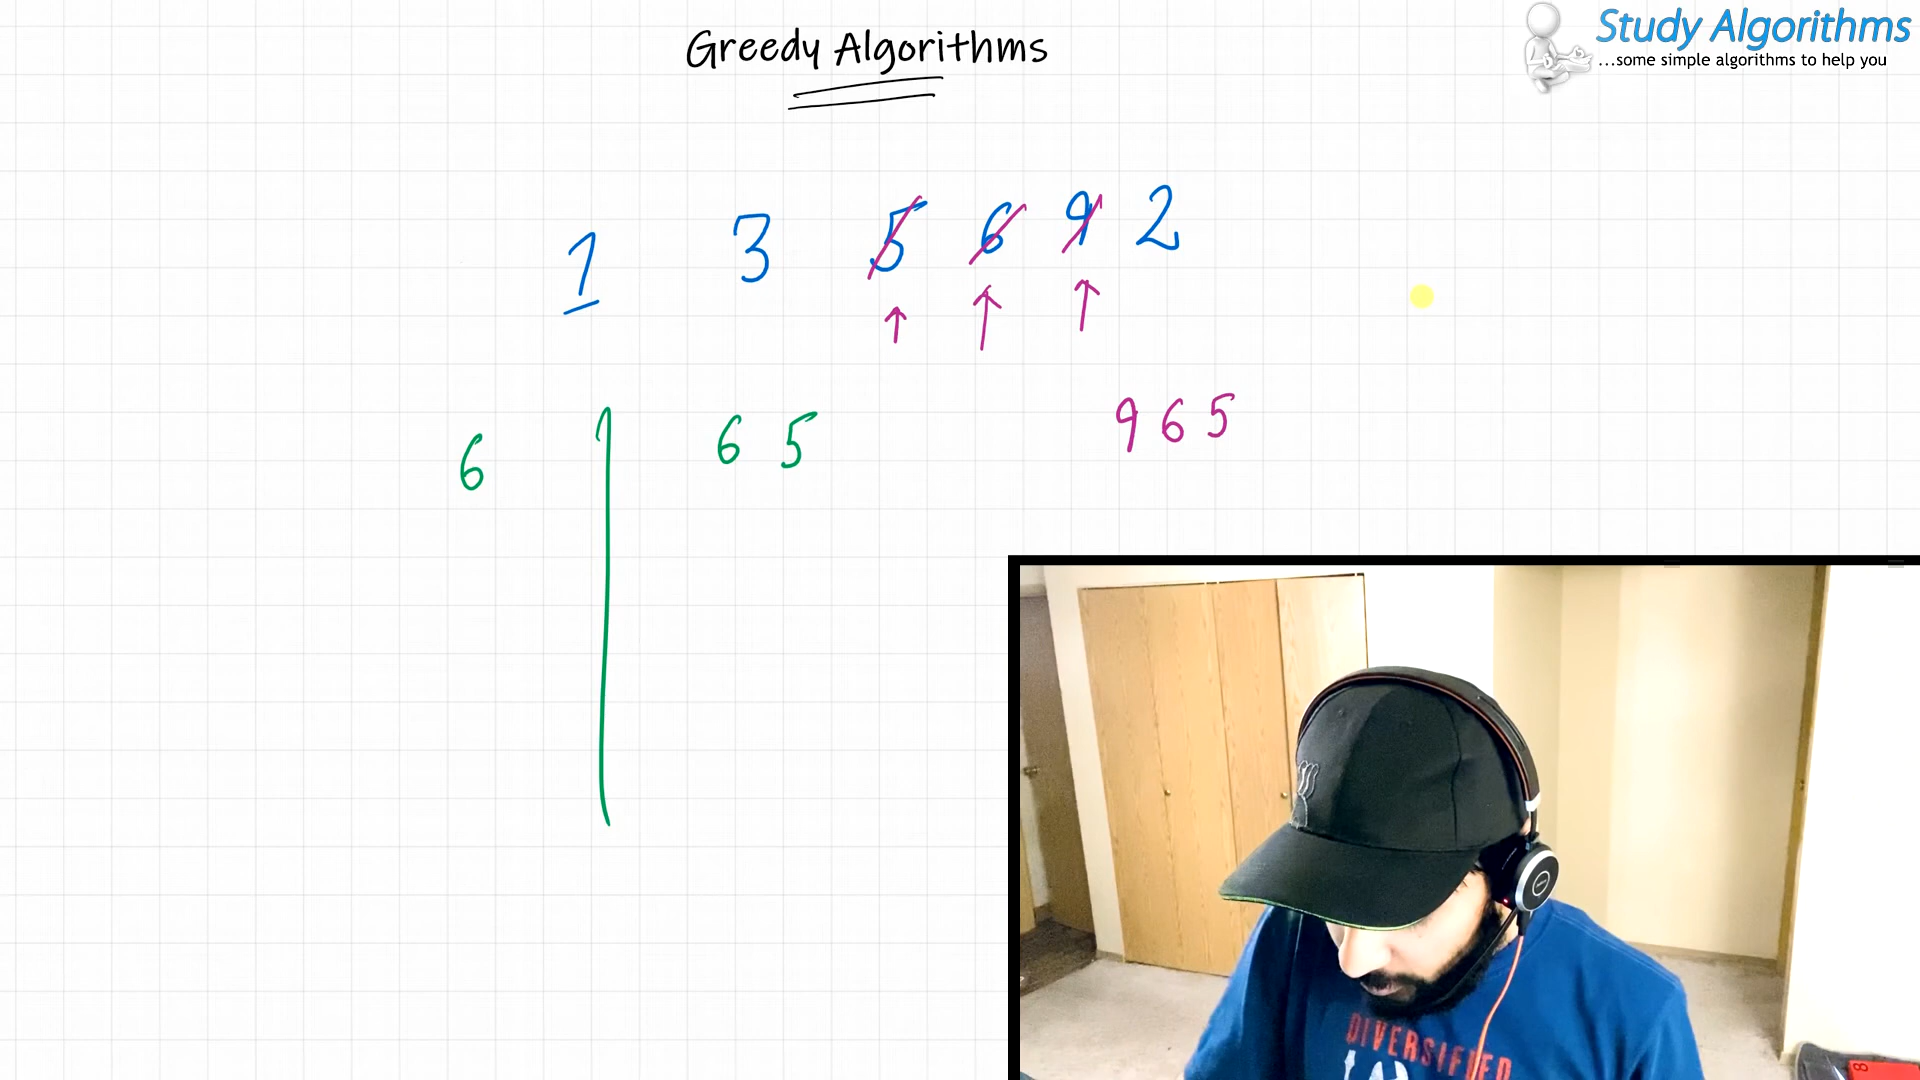 Greedy Algorithms
Study Algorithms
...some simple algorithms to help you
1 3 5 6 9 2
6 6 5 9 6 5
DIVERSIFIED
8